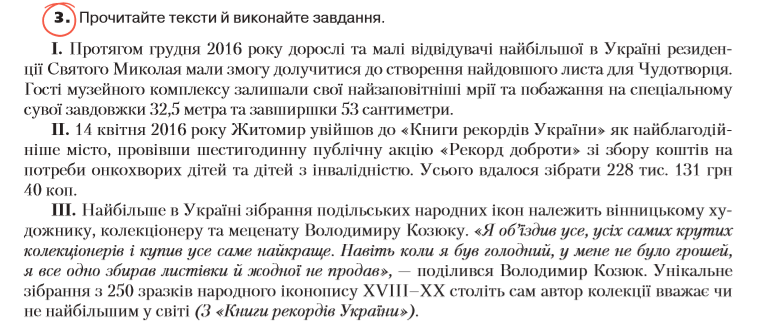 3. Прочитайте тексти й виконайте завдання.
I. Протягом грудня 2016 року дорослі та малі відвідувачі найбільшої в Україні резиден-
ції Святого Миколая мали змогу долучитися до створення найдовшого листа для Чудотворця.
Гості музейного комплексу залишали свої найзаповітніші мрії та побажання на спеціальному
сувої завдовжки 32,5 метра та завширшки 53 сантиметри.
II. 14 квітня 2016 року Житомир увійшов до «Книги рекордів України» як найблагодій-
ніше місто, провівши шестигодинну публічну акцію «Рекорд доброти» зі збору коштів на
потреби онкохворих дітей та дітей з інвалідністю. Усього вдалося зібрати 228 тис. 131 грн
40 коп.
III. Найбільше в Україні зібрання подільських народних ікон належить вінницькому ху-
дожнику, колекціонеру та меценату Володимиру Козюку. «Я об’їздив усе, усіх самих крутих
колекціонерів і купив усе саме найкраще. Навіть коли я був голодний, у мене не було грошей,
я все одно збирав листівки й жодної не продав», — поділився Володимир Козюк. Унікальне
зібрання з 250 зразків народного іконопису XVIII–XX століть сам автор колекції вважає чи
не найбільшим у світі (З «Книги рекордів України»).